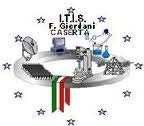 I.T.I.S.
F. Giordani
CASERTA